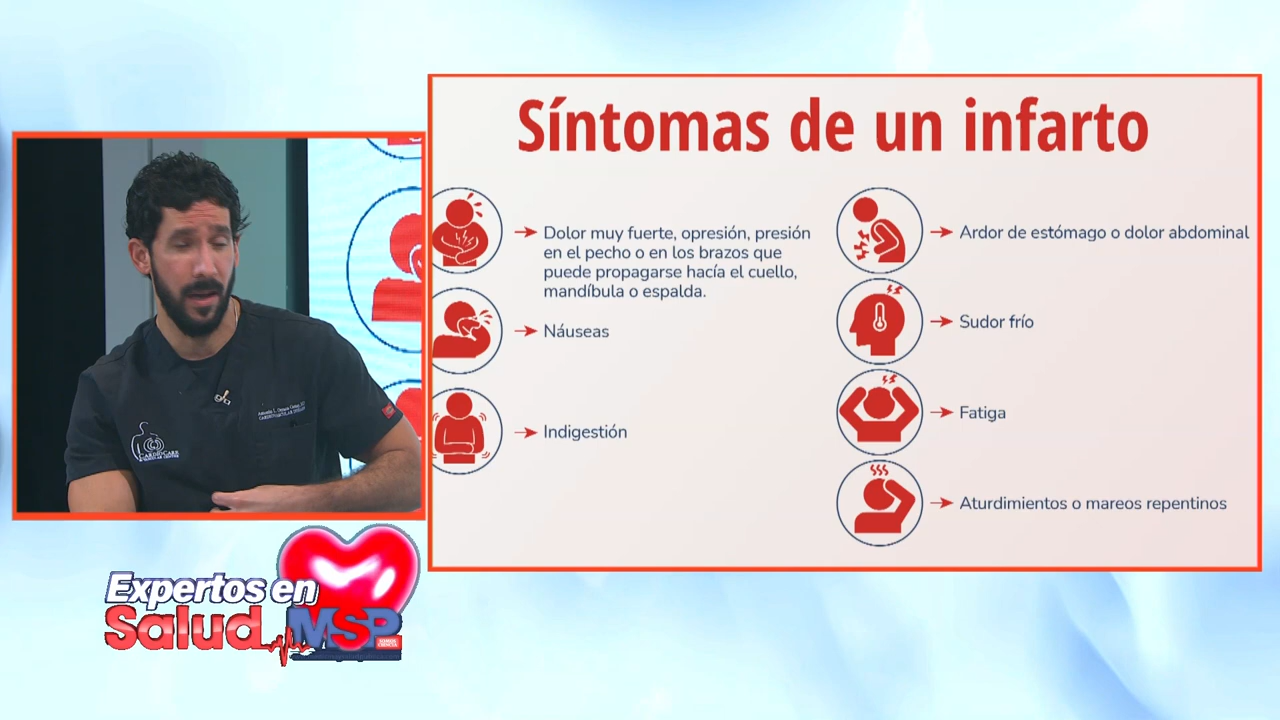 Síntomas de un infarto
Dolor muy fuerte, opresión, presión
en el pecho o en los brazos que
puede propagarse hacía el cuello,
mandíbula o espalda.
Náuseas
Indigestión
Ardor de estómago o dolor abdominal
Sudor frío
Fatiga
Aturdimientos o mareos repentinos
CARDIOCARE
Expertos en
Salud
MSP